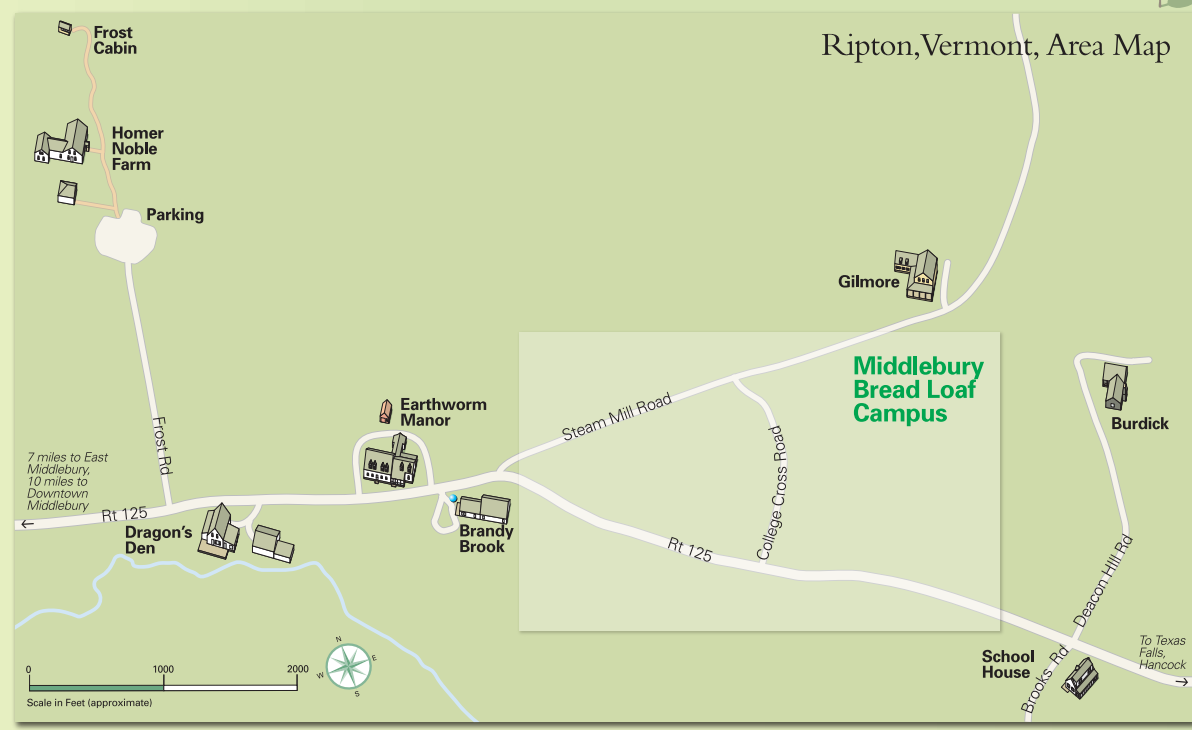 Ripton,Vermont, Area Map
Frost
Cabin
Homer
Noble
Farm
Parking
Gilmore
Middlebury
Bread Loaf
Campus
Burdick
Earthworm
Manor
Steam Mill Road
College Cross Road
Frost Rd
7 miles to East
Middlebury,
10 miles to
Downtown
Middlebury
Rt 125
Dragon's
Den
Brandy
Brook
Rt 125
Deacon HIll Rd
To Texas
Falls,
Hancock
School
House
Brooks Rd
N
E
W
S
0 1000 2000
Scale in Feet (approximate)